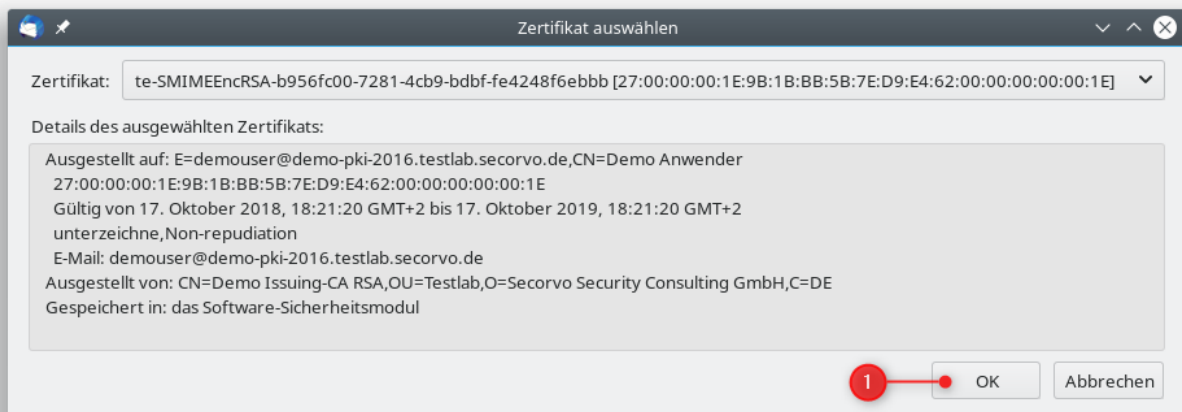 Zertifikat auswählen
Zertifikat: te-SMIMEEncRSA-b956fc00-7281-4cb9-bdbf-fe4248f6ebbb [27:00:00:00:1E:9B:1B:BB:5B:7E:D9:E4:62:00:00:00:00:00:1E]
Details des ausgewählten Zertifikats:
Ausgestellt auf: E=demouser@demo-pki-2016.testlab.secorvo.de,CN=Demo Anwender
27:00:00:00:1E:9B:1B:BB:5B:7E:D9:E4:62:00:00:00:00:00:1E
Gültig von 17. Oktober 2018, 18:21:20 GMT+2 bis 17. Oktober 2019, 18:21:20 GMT+2
unterzeichne,Non-repudiation
E-Mail: demouser@demo-pki-2016.testlab.secorvo.de
Ausgestellt von: CN=Demo Issuing-CA RSA,OU=Testlab,O=Secorvo Security Consulting GmbH,C=DE
Gespeichert in: das Software-Sicherheitsmodul
1 OK Abbrechen